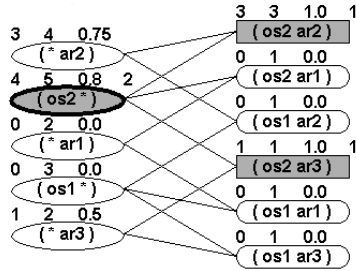 3 4 0.75
( * ar2 )
4 5 0.8 2
( os2 * )
0 2 0.0
( * ar1 )
0 3 0.0
( os1 * )
1 2 0.5
( * ar3 )
3 3 1.0 1
( os2 ar2 )
0 1 0.0
( os2 ar1 )
0 1 0.0
( os1 ar2 )
1 1 1.0 1
( os2 ar3 )
0 1 0.0
( os1 ar1 )
0 1 0.0
( os1 ar3 )